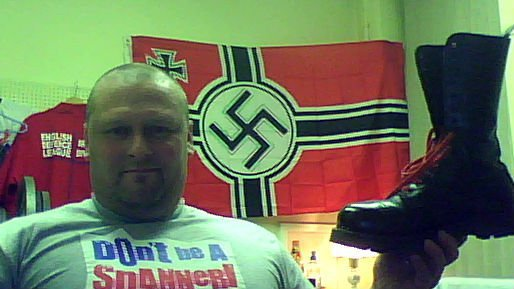 ENGLISH
DEFENCE
LEAGUE
DOn't be A
SPANNER!